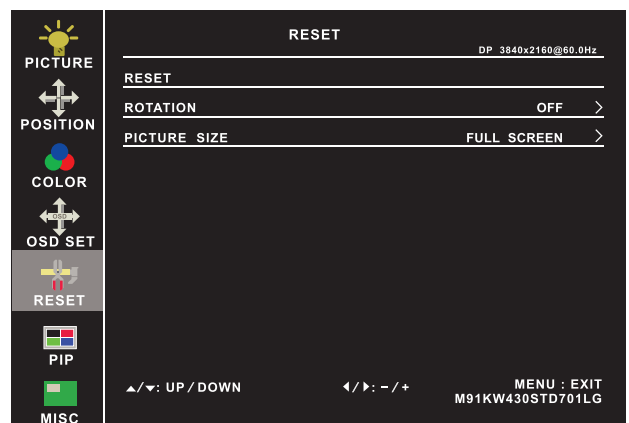 RESET
DP 3840x2160@60.0Hz
PICTURE
POSITION
COLOR
OSD
OSD SET
RESET
PIP
MISC
RESET
ROTATION OFF >
PICTURE SIZE FULL SCREEN >
▲/▼: UP / DOWN ◀/▶: - / + MENU : EXIT
M91KW430STD701LG